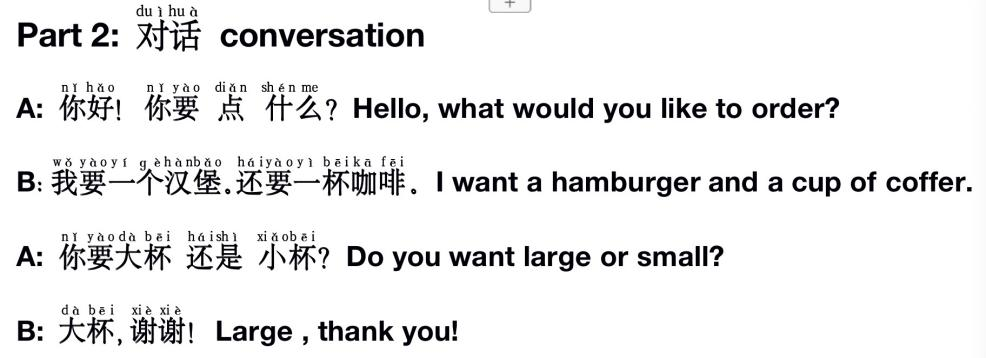 duì huà
Part 2: 对话 conversation
nǐ hǎo nǐ yào diǎn shén me
A: 你好！ 你要 点 什么？ Hello, what would you like to order?
wǒ yàoyí gèhànbǎo háiyàoyì bēikā fēi
B: 我要一个汉堡.还要一杯咖啡。I want a hamburger and a cup of coffer.
nǐ yàodà bēi háishì xiǎobēi
A: 你要大杯 还是 小杯？ Do you want large or small?
dà bēi xiè xiè
B: 大杯, 谢谢！ Large , thank you!